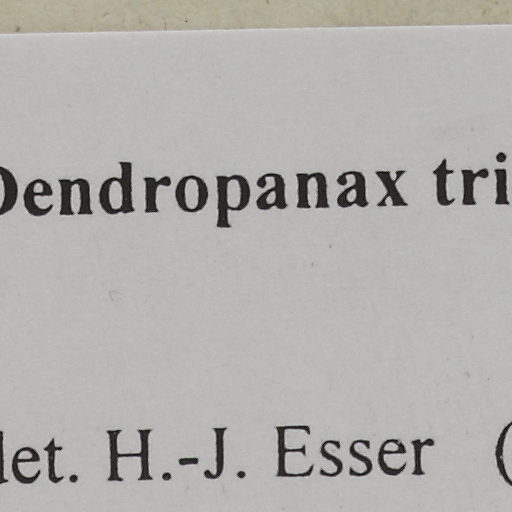 Dendropanax tri
det. H.-J. Esser (